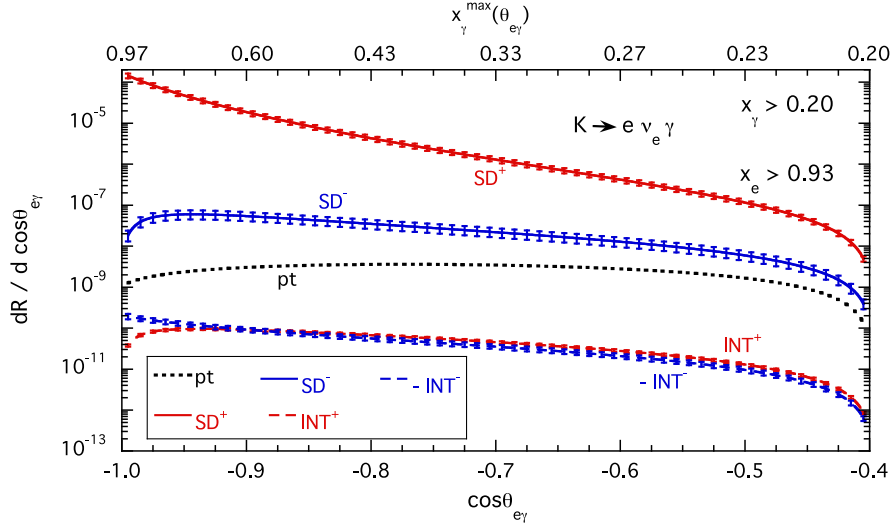 x_γ^max(θ_eγ)
0.97 0.60 0.43 0.33 0.27 0.23 0.20
x_γ > 0.20
K → e ν_e γ
x_e > 0.93
SD⁺
SD⁻
pt
INT⁺
- INT⁻
pt SD⁻ - INT⁻
SD⁺ INT⁺
10⁻⁵
10⁻⁷
10⁻⁹
10⁻¹¹
10⁻¹³
dR / d cosθ_eγ
-1.0 -0.9 -0.8 -0.7 -0.6 -0.5 -0.4
cosθ_eγ